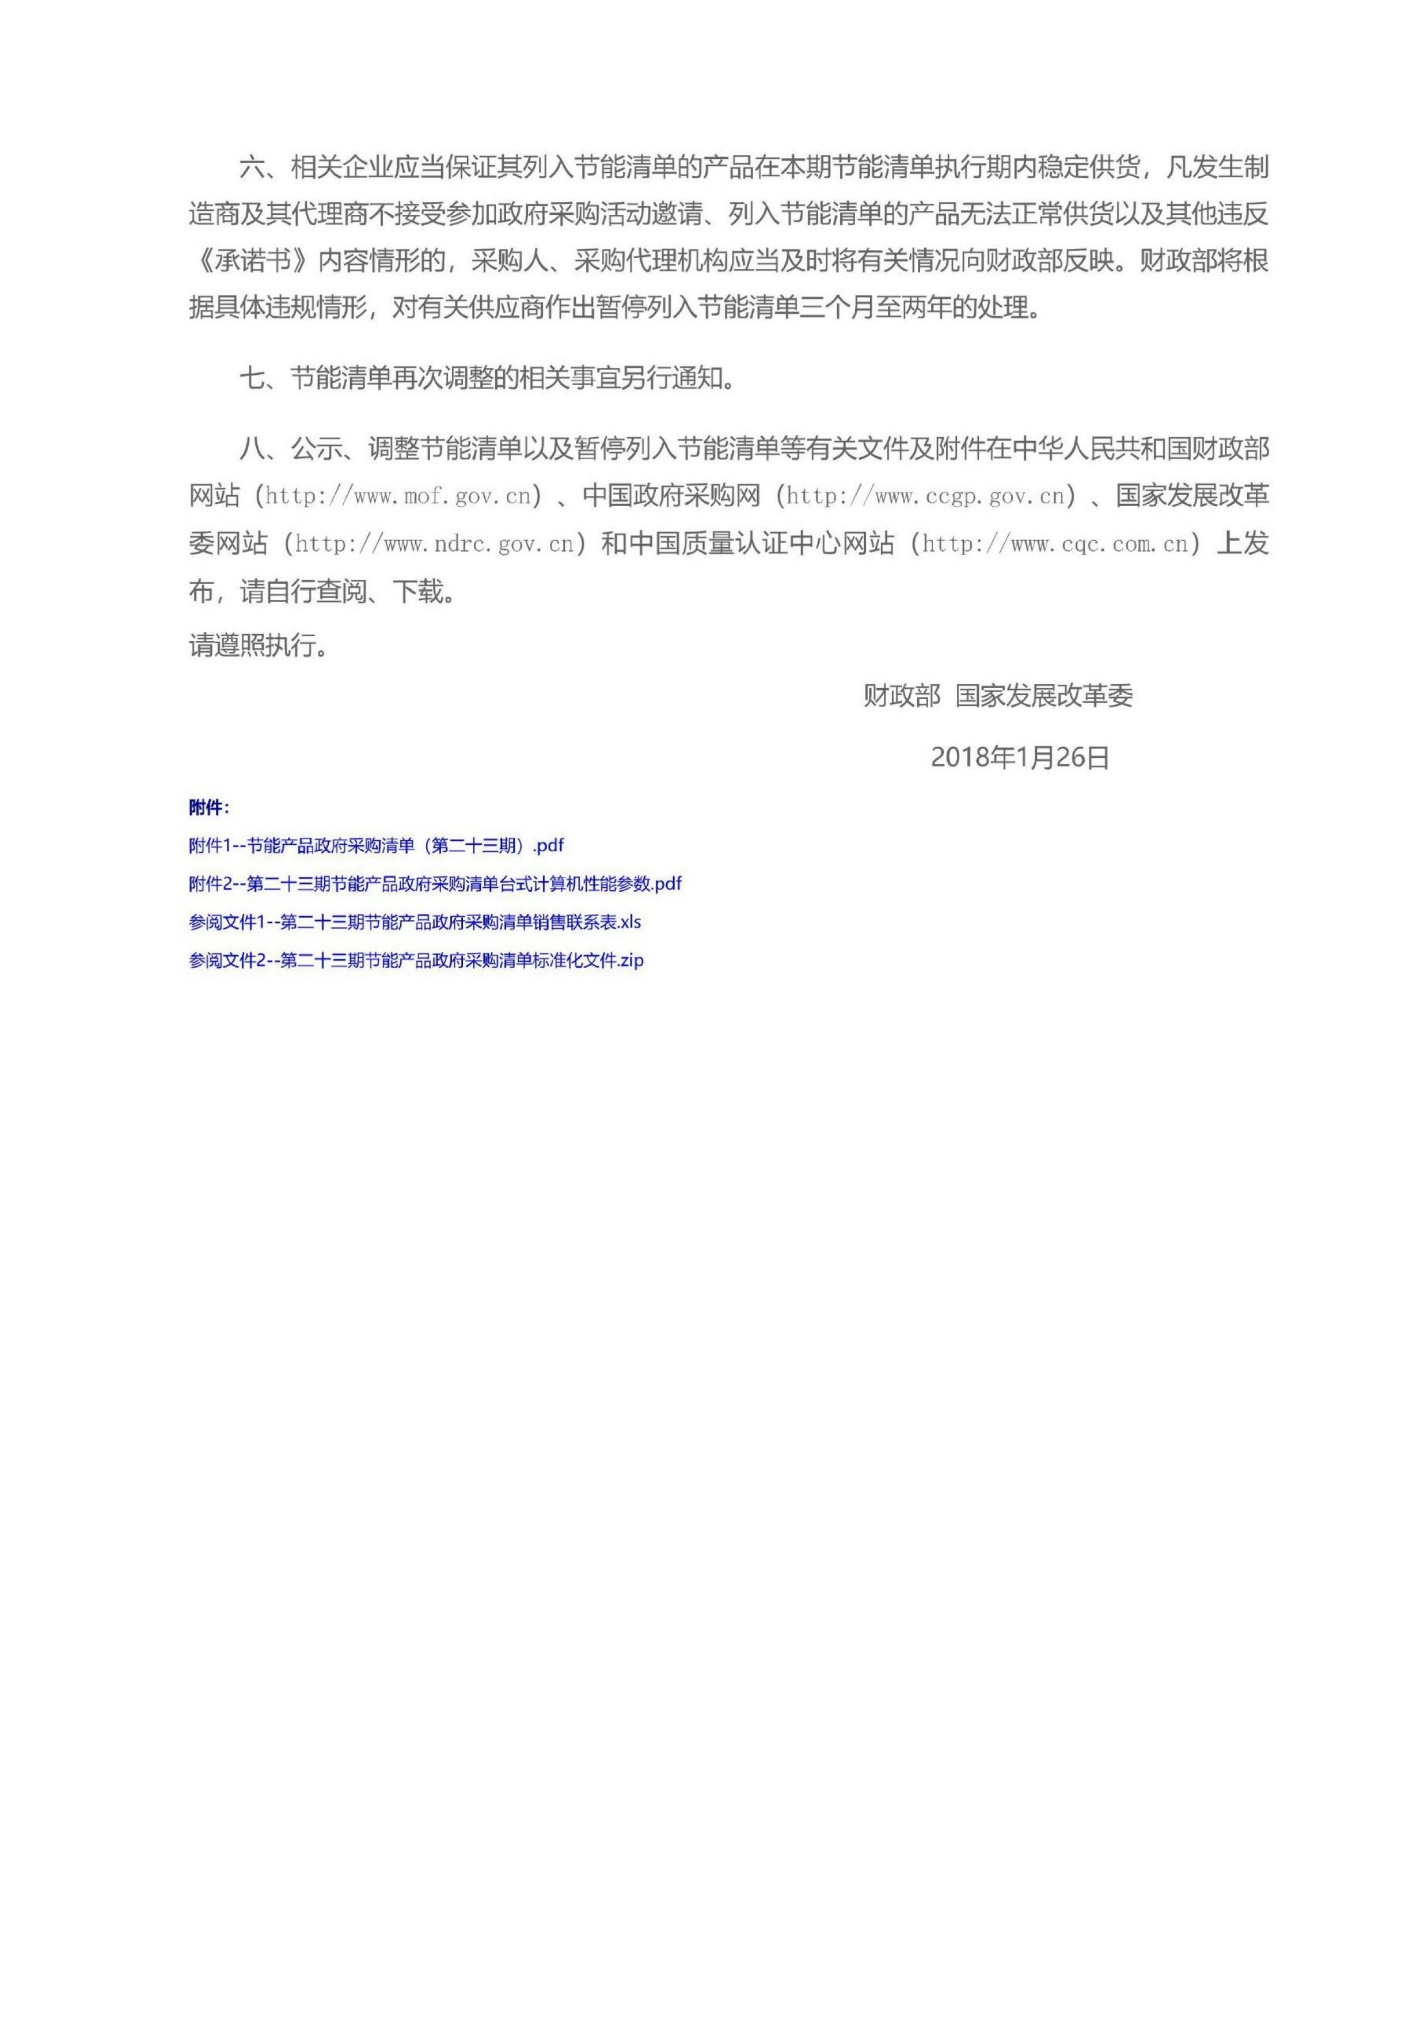 六、相关企业应当保证其列入节能清单的产品在本期节能清单执行期内稳定供货，凡发生制
造商及其代理商不接受参加政府采购活动邀请、列入节能清单的产品无法正常供货以及其他违反
《承诺书》内容情形的，采购人、采购代理机构应当及时将有关情况向财政部反映。财政部将根
据具体违规情形，对有关供应商作出暂停列入节能清单三个月至两年的处理。
七、节能清单再次调整的相关事宜另行通知。
八、公示、调整节能清单以及暂停列入节能清单等有关文件及附件在中华人民共和国财政部
网站（http://www.mof.gov.cn）、中国政府采购网（http://www.ccgp.gov.cn）、国家发展改革
委网站（http://www.ndrc.gov.cn）和中国质量认证中心网站（http://www.cqc.com.cn）上发
布，请自行查阅、下载。
请遵照执行。
财政部 国家发展改革委
2018年1月26日
附件：
附件1--节能产品政府采购清单（第二十三期）.pdf
附件2--第二十三期节能产品政府采购清单台式计算机性能参数.pdf
参阅文件1--第二十三期节能产品政府采购清单销售联系表.xls
参阅文件2--第二十三期节能产品政府采购清单标准化文件.zip